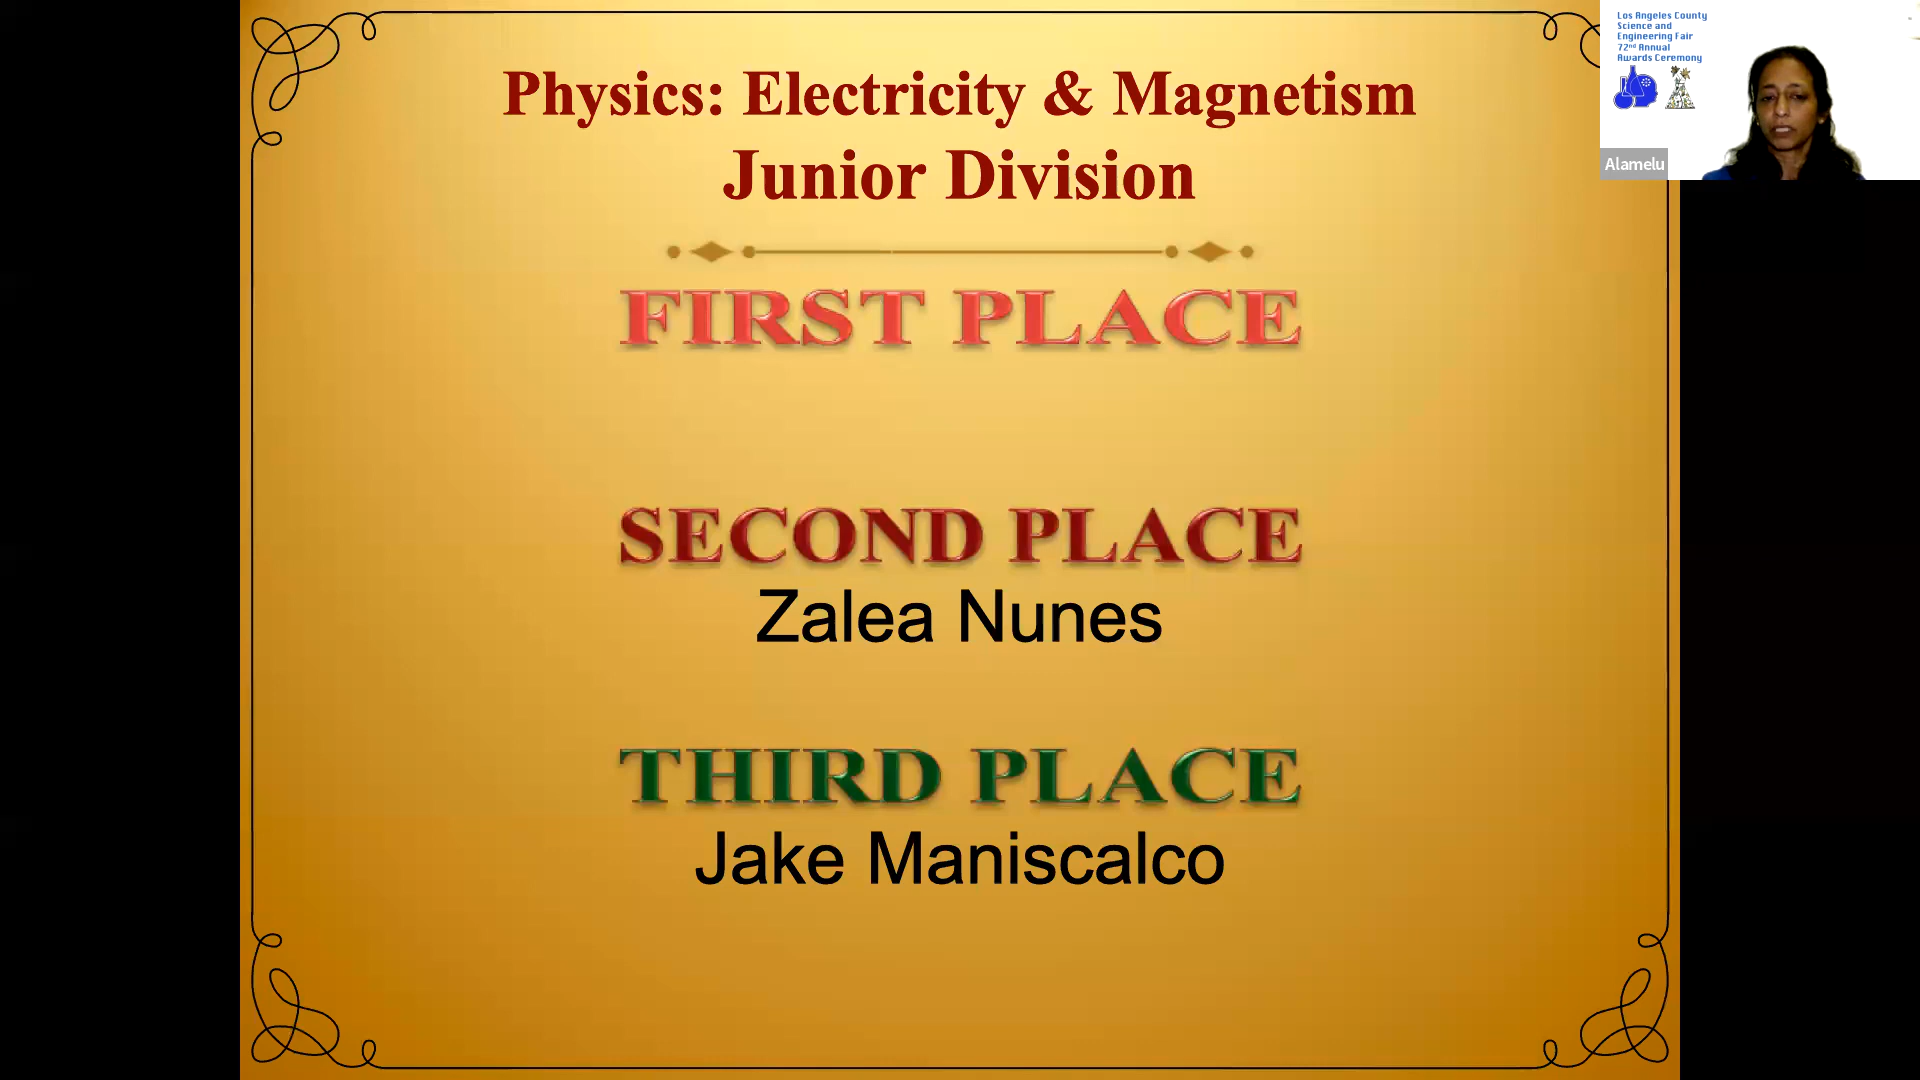 Physics: Electricity & Magnetism
Junior Division
FIRST PLACE
SECOND PLACE
Zalea Nunes
THIRD PLACE
Jake Maniscalco
Los Angeles County
Science and
Engineering Fair
72nd Annual
Awards Ceremony
Alamelu